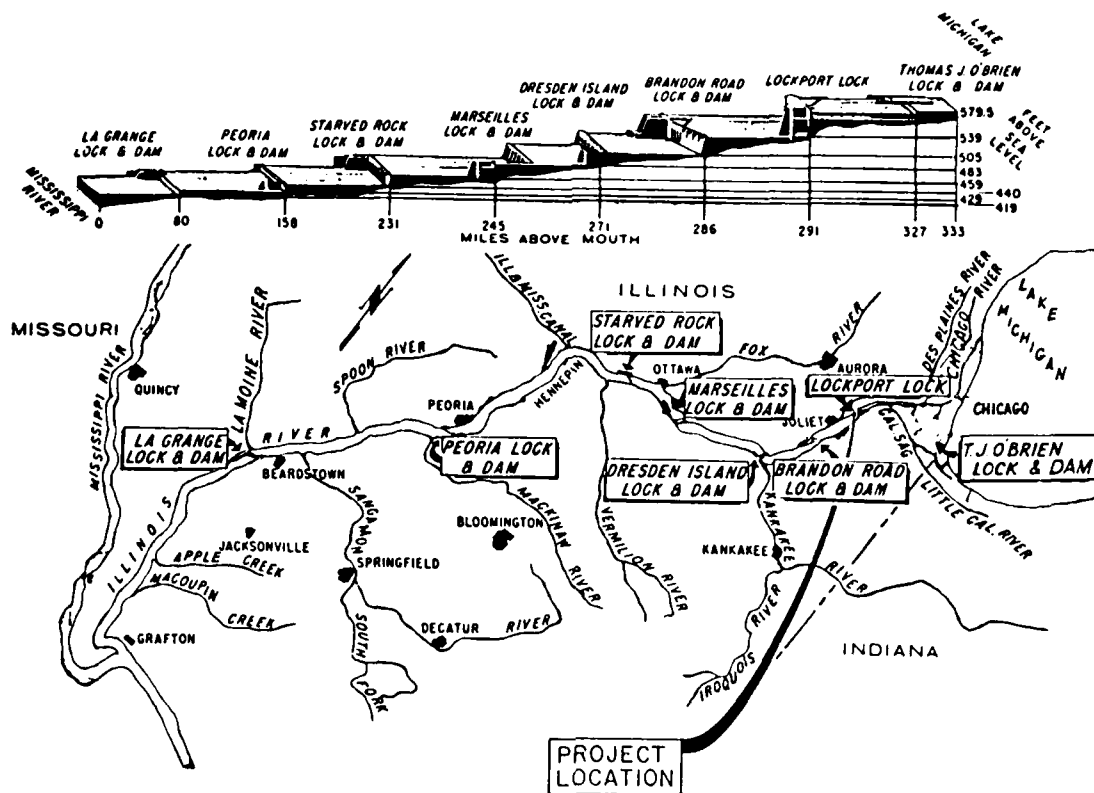 LAKE
MICHIGAN
THOMAS J. O'BRIEN
LOCK & DAM
LOCKPORT LOCK
BRANDON ROAD
LOCK & DAM
DRESDEN ISLAND
LOCK & DAM
MARSEILLES
LOCK & DAM
STARVED ROCK
LOCK & DAM
PEORIA
LOCK & DAM
LA GRANGE
LOCK & DAM
MISSISSIPPI
RIVER
579.5
539
505
483
459
440
429
419
FEET
ABOVE
SEA
LEVEL
0 80 158 231 245 271 286 291 327 333
MILES ABOVE MOUTH
MISSOURI
ILLINOIS
INDIANA
LAKE
MICHIGAN
MISSISSIPPI RIVER
QUINCY
LA MOINE RIVER
SPOON RIVER
ILL & MISS CANAL
HENNEPIN
STARVED ROCK
LOCK & DAM
OTTAWA
FOX
RIVER
AURORA
DES PLAINES RIVER
CHICAGO RIVER
MARSEILLES
LOCK & DAM
LOCKPORT LOCK
CHICAGO
PEORIA
JOLIET
CAL SAG
LA GRANGE
LOCK & DAM
RIVER
BEARDSTOWN
PEORIA LOCK
& DAM
DRESDEN ISLAND
LOCK & DAM
BRANDON ROAD
LOCK & DAM
T.J. O'BRIEN
LOCK & DAM
LITTLE CAL. RIVER
ILLINOIS
SANGAMON
MACKINAW RIVER
BLOOMINGTON
VERMILION RIVER
KANKAKEE
KANKAKEE
RIVER
JACKSONVILLE
APPLE
CREEK
SPRINGFIELD
MACOUPIN
CREEK
GRAFTON
SOUTH
FORK
DECATUR
RIVER
IROQUOIS
RIVER
PROJECT
LOCATION